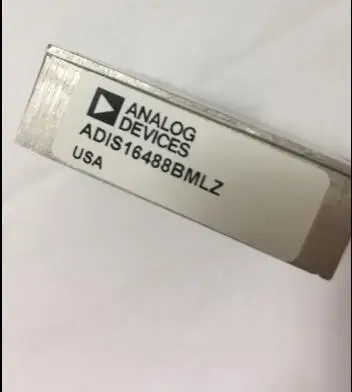 ANALOG
DEVICES
ADIS16488BMLZ
USA